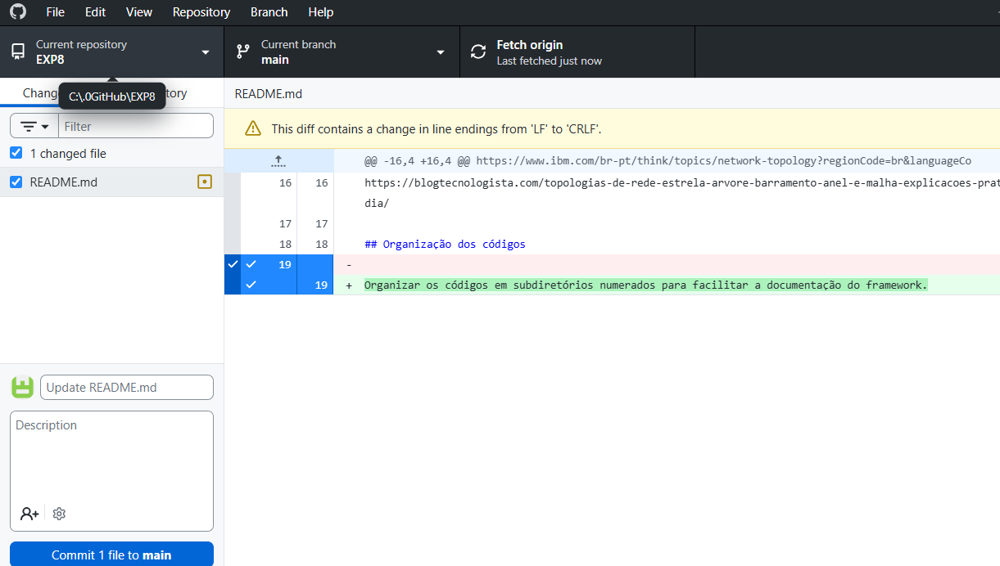 File Edit View Repository Branch Help
Current repository
EXP8
Current branch
main
Fetch origin
Last fetched just now
C:\.0GitHub\EXP8
README.md
Filter
This diff contains a change in line endings from 'LF' to 'CRLF'.
1 changed file
README.md
@@ -16,4 +16,4 @@ https://www.ibm.com/br-pt/think/topics/network-topology?regionCode=br&languageCo
16 16 https://blogtecnologista.com/topologias-de-rede-estrela-arvore-barramento-anel-e-malha-explicacoes-prat
dia/
17 17
18 18 ## Organização dos códigos
19 -
19 + Organizar os códigos em subdiretórios numerados para facilitar a documentação do framework.
Update README.md
Description
Commit 1 file to main